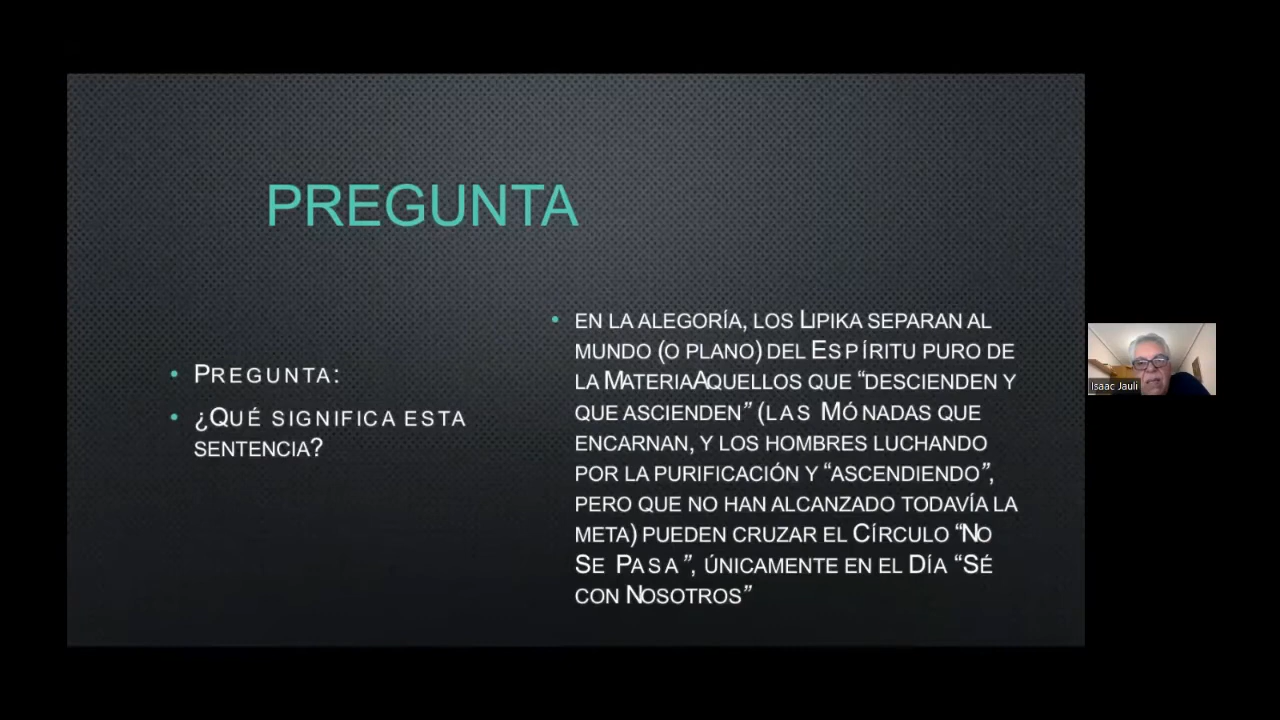 PREGUNTA
• PREGUNTA:
• ¿QUÉ SIGNIFICA ESTA
SENTENCIA?
• EN LA ALEGORÍA, LOS LIPIKA SEPARAN AL
MUNDO (O PLANO) DEL ESPÍRITU PURO DE
LA MATERIAAQUELLOS QUE “DESCIENDEN Y
QUE ASCIENDEN” (LAS MÓNADAS QUE
ENCARNAN, Y LOS HOMBRES LUCHANDO
POR LA PURIFICACIÓN Y “ASCENDIENDO”,
PERO QUE NO HAN ALCANZADO TODAVÍA LA
META) PUEDEN CRUZAR EL CÍRCULO “NO
SE PASA”, ÚNICAMENTE EN EL DÍA “SÉ
CON NOSOTROS”
Isaac Jauli